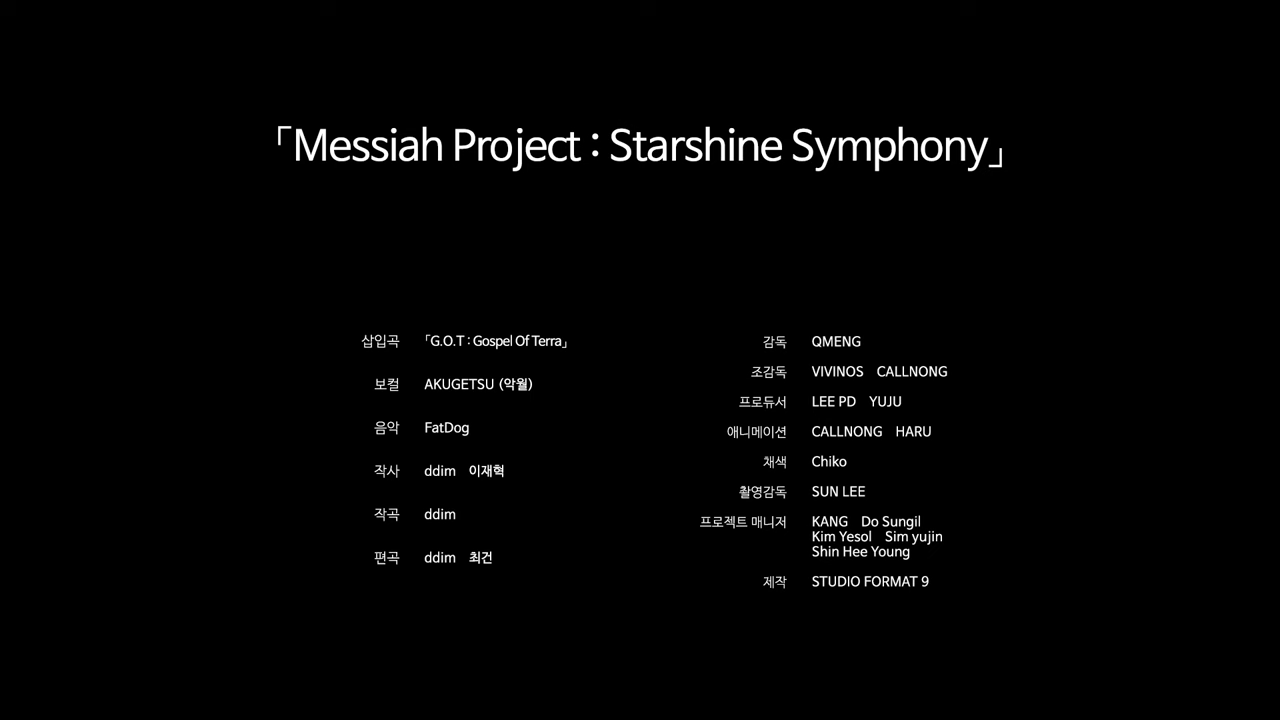 「Messiah Project : Starshine Symphony」
삽입곡 「G.O.T : Gospel Of Terra」
보컬 AKUGETSU (악월)
음악 FatDog
작사 ddim 이재혁
작곡 ddim
편곡 ddim 최건
감독 QMENG
조감독 VIVINOS CALLNONG
프로듀서 LEE PD YUJU
애니메이션 CALLNONG HARU
채색 Chiko
촬영감독 SUN LEE
프로젝트 매니저 KANG Do Sungil
Kim Yesol Sim yujin
Shin Hee Young
제작 STUDIO FORMAT 9